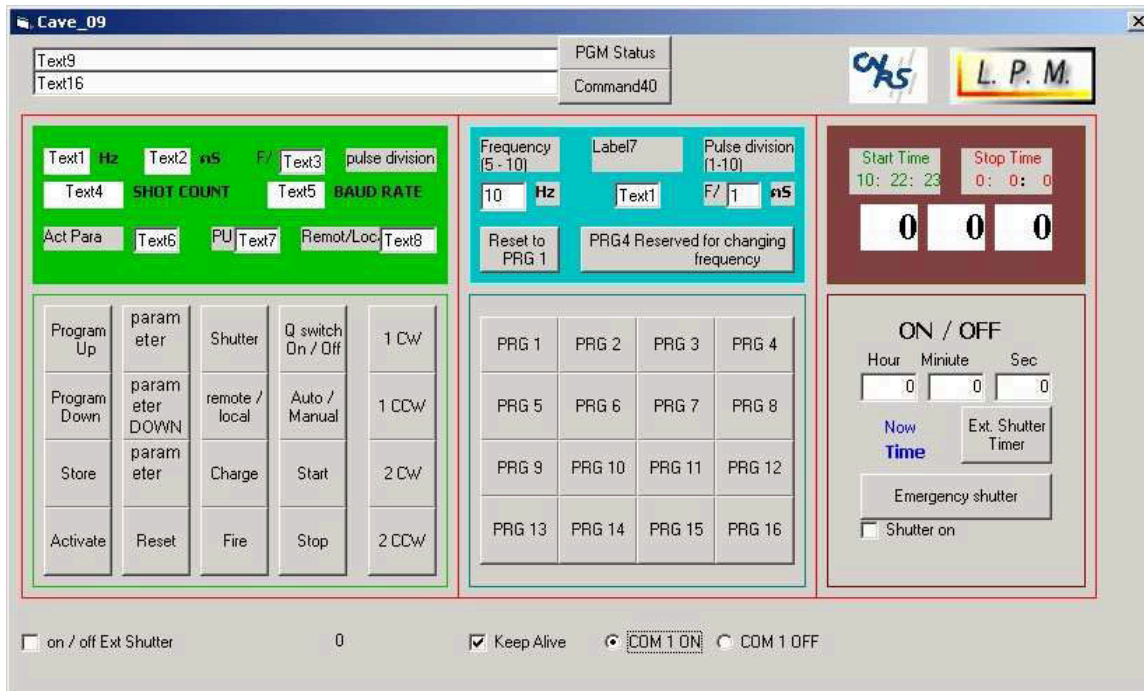 Cave_09
Text9
PGM Status
Text16
Command40
CNRS
L. P. M.
Text1 Hz Text2 nS F/ Text3 pulse division
Text4 SHOT COUNT Text5 BAUD RATE
Act Para Text6 PU Text7 Remot/Loc. Text8
Frequency
(5 - 10)
Label7
Pulse division
(1-10)
10 Hz Text1 F/ 1 nS
Reset to
PRG 1
PRG4 Reserved for changing
frequency
Start Time
10: 22: 23
Stop Time
0: 0: 0
0 0 0
Program
Up
param
eter
Shutter
Q switch
On / Off
1 CW
Program
Down
param
eter
DOWN
remote /
local
Auto /
Manual
1 CCW
Store
param
eter
Charge
Start
2 CW
Activate
Reset
Fire
Stop
2 CCW
PRG 1 PRG 2 PRG 3 PRG 4
PRG 5 PRG 6 PRG 7 PRG 8
PRG 9 PRG 10 PRG 11 PRG 12
PRG 13 PRG 14 PRG 15 PRG 16
ON / OFF
Hour Miniute Sec
0 0 0
Now
Time
Ext. Shutter
Timer
Emergency shutter
Shutter on
on / off Ext Shutter 0 Keep Alive COM 1 ON COM 1 OFF